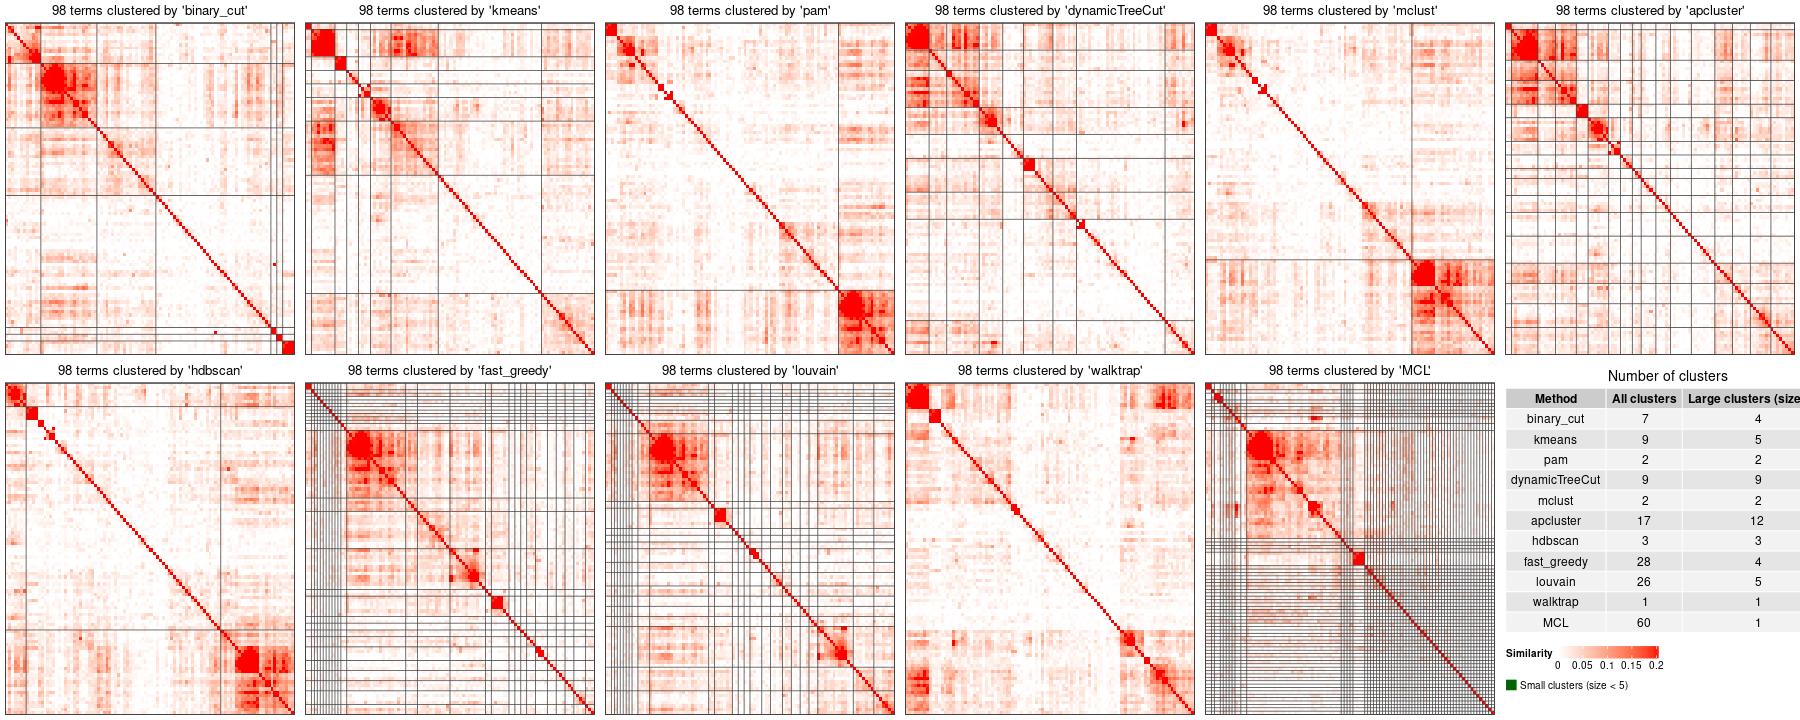 98 terms clustered by 'binary_cut'
98 terms clustered by 'kmeans'
98 terms clustered by 'pam'
98 terms clustered by 'dynamicTreeCut'
98 terms clustered by 'mclust'
98 terms clustered by 'apcluster'
98 terms clustered by 'hdbscan'
98 terms clustered by 'fast_greedy'
98 terms clustered by 'louvain'
98 terms clustered by 'walktrap'
98 terms clustered by 'MCL'
Number of clusters
Method All clusters Large clusters (size
binary_cut 7 4
kmeans 9 5
pam 2 2
dynamicTreeCut 9 9
mclust 2 2
apcluster 17 12
hdbscan 3 3
fast_greedy 28 4
louvain 26 5
walktrap 1 1
MCL 60 1
Similarity
0 0.05 0.1 0.15 0.2
Small clusters (size < 5)